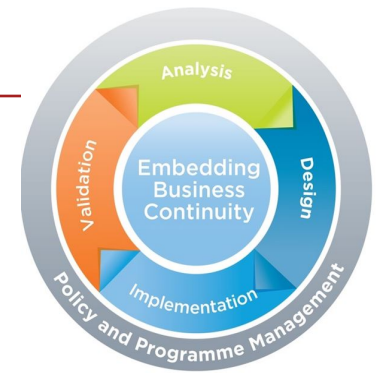 Analysis
Validation
Embedding
Business
Continuity
Design
Implementation
Policy and Programme Management